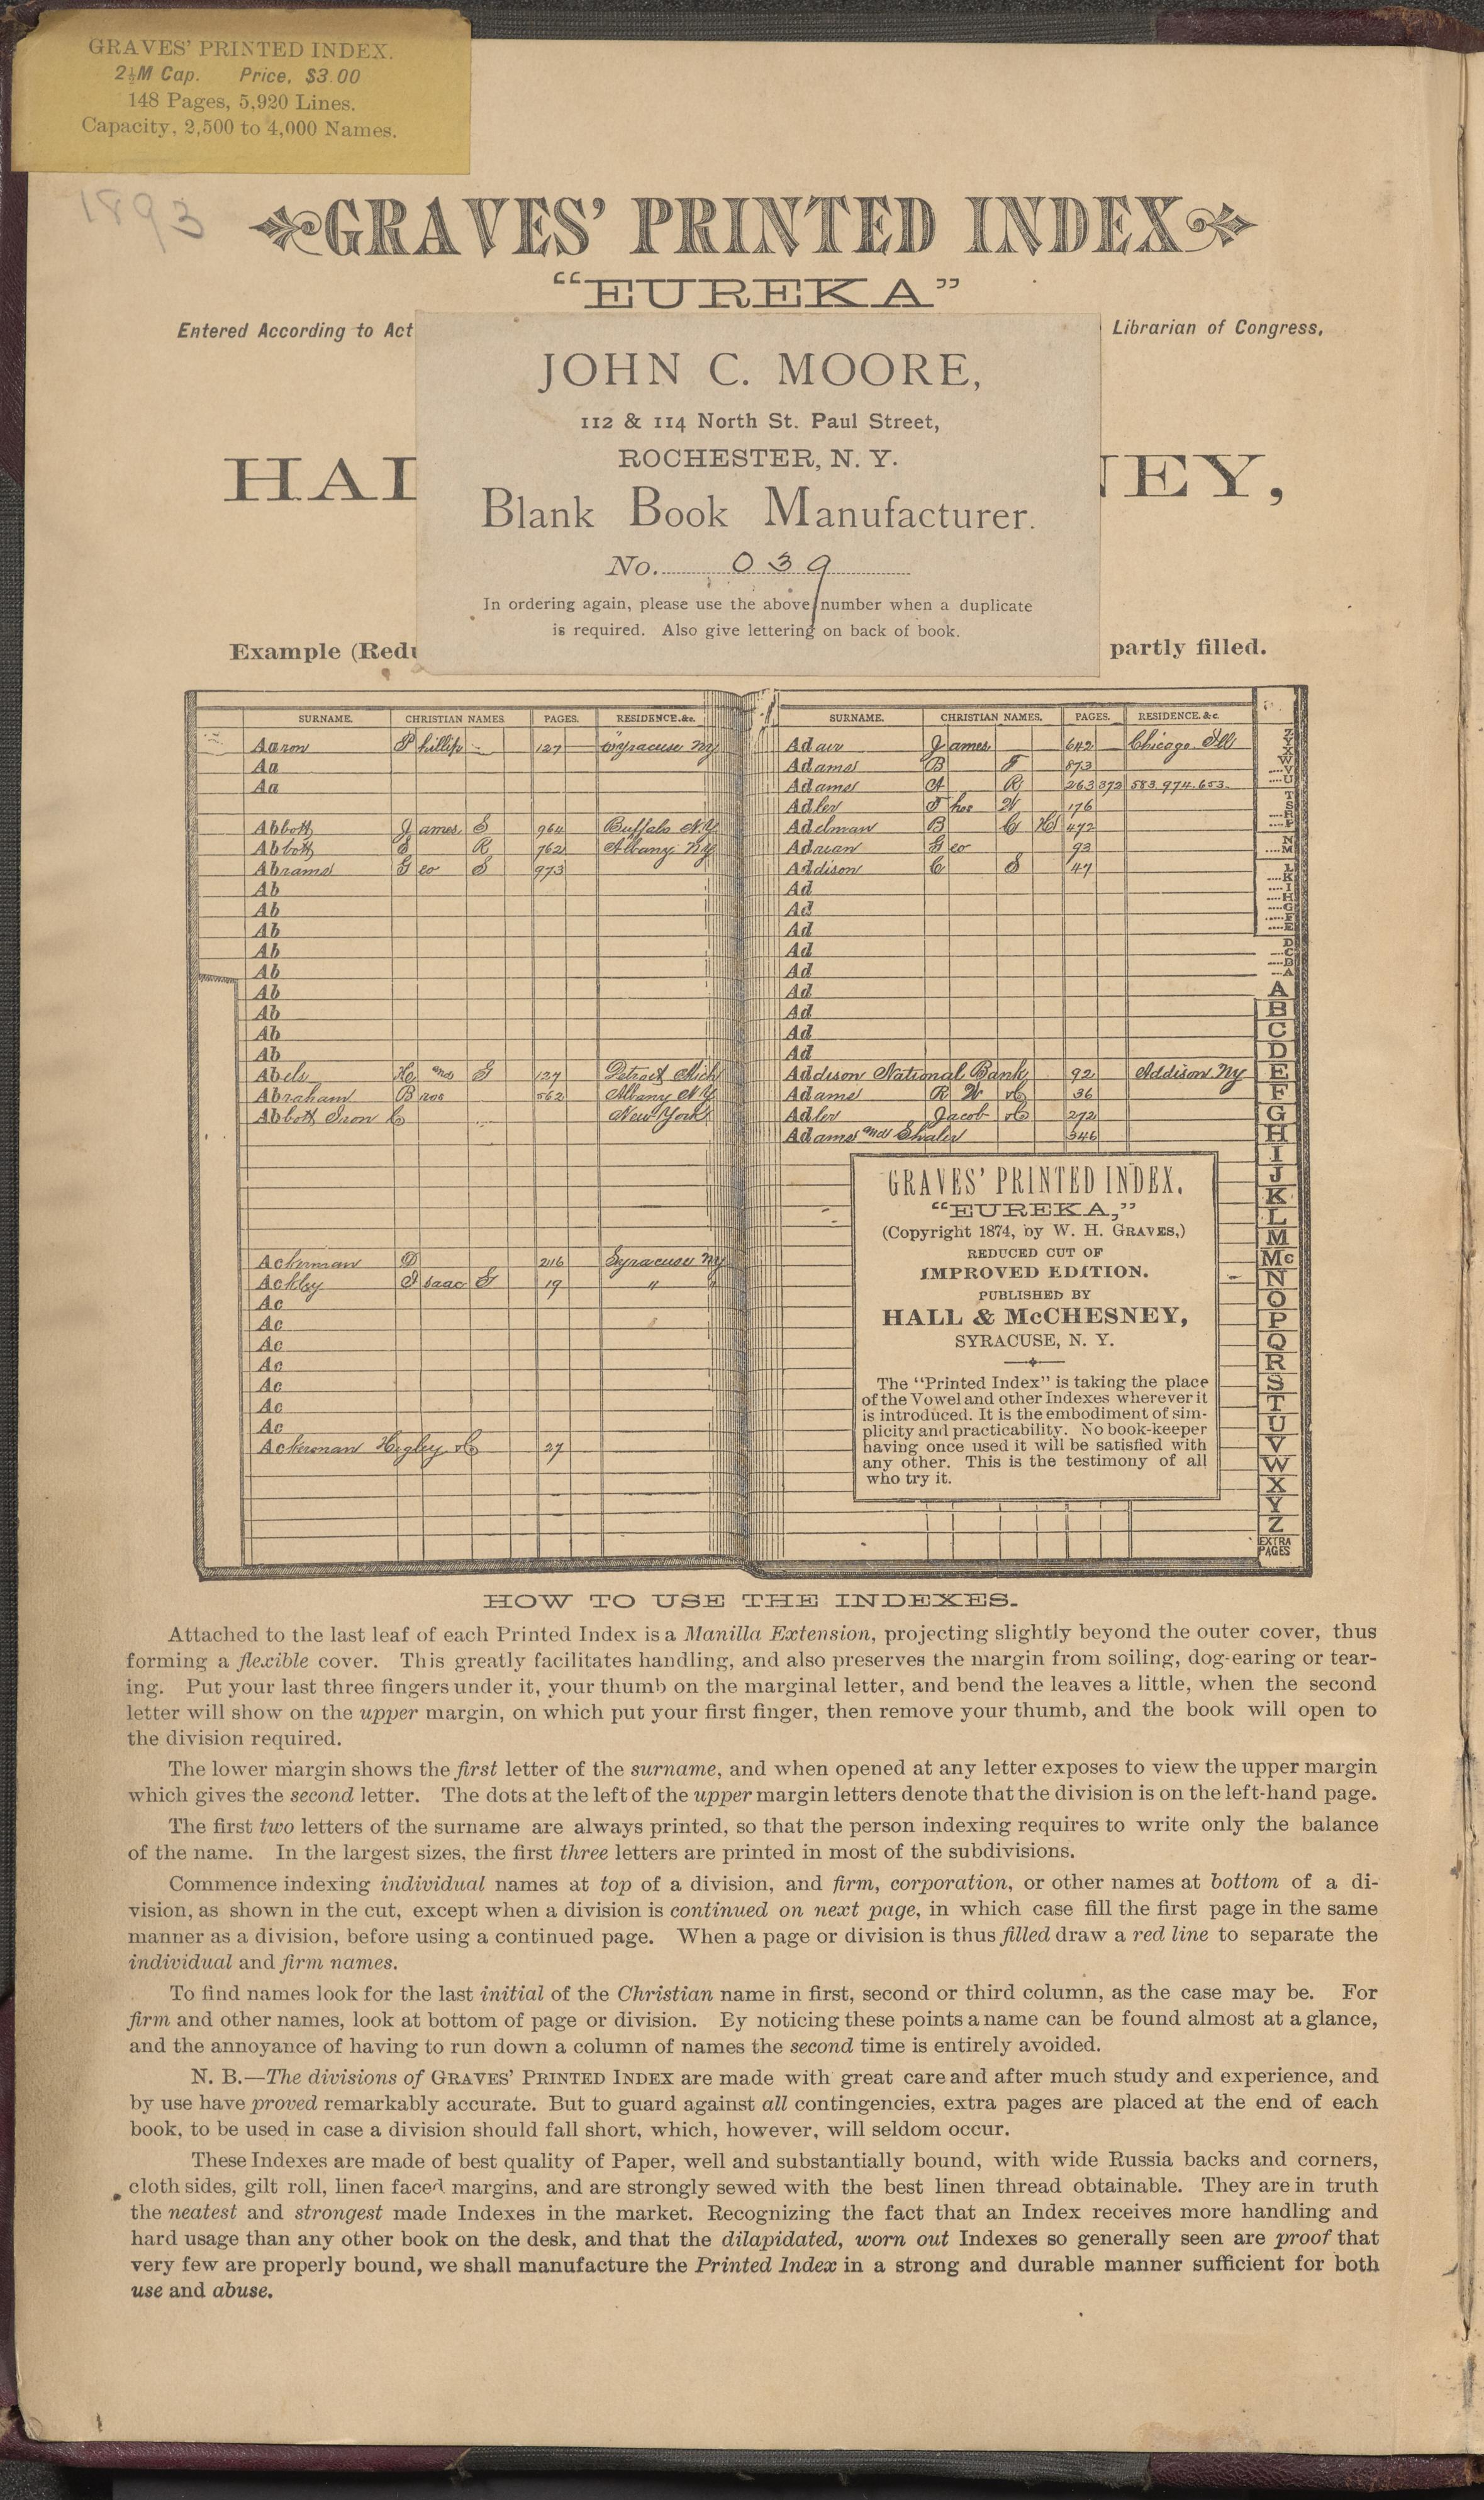 GRAVES' PRINTED INDEX.
2½M Cap. Price, $3.00
148 Pages, 5,920 Lines.
Capacity, 2,500 to 4,000 Names.
1893
GRAVES' PRINTED INDEX
"EUREKA"
Entered According to Act
Librarian of Congress,
JOHN C. MOORE,
112 & 114 North St. Paul Street,
ROCHESTER, N. Y.
Blank Book Manufacturer.
No. 039
In ordering again, please use the above number when a duplicate
is required. Also give lettering on back of book.
HAL
NEY,
Example (Redu
partly filled.
SURNAME. CHRISTIAN NAMES PAGES. RESIDENCE.&c.
Aaron Phillip 127 Syracuse NY
Aa
Aa
Abbott James S 964 Buffalo N.Y
Abbott E R 762 Albany NY
Abrams Geo S 973
Ab
Ab
Ab
Ab
Ab
Ab
Ab
Ab
Ab
Abels H and G 127 Detroit Mich
Abraham Bros 562 Albany N.Y
Abbott Iron Co New York
Ackerman D 216 Syracuse NY
Ackley Isaac G 19 " "
Ac
Ac
Ac
Ac
Ac
Ac
Ac
Ackerman Higley & Co 27
SURNAME. CHRISTIAN NAMES. PAGES. RESIDENCE.&c.
Adair James 642 Chicago Ill
Adams B F 873
Adams A R 263 372 583.974.653.
Adler Thos W 176
Adelman B C H 472
Adrian Geo 93
Addison C S 47
Ad
Ad
Ad
Ad
Ad
Ad
Ad
Ad
Ad
Addison National Bank 92 Addison NY
Adams R W & Co 36
Adler Jacob & Co 272
Adams and Shaler 346
GRAVES' PRINTED INDEX.
"EUREKA,"
(Copyright 1874, by W. H. GRAVES,)
REDUCED CUT OF
IMPROVED EDITION.
PUBLISHED BY
HALL & McCHESNEY,
SYRACUSE, N. Y.
The "Printed Index" is taking the place
of the Vowel and other Indexes wherever it
is introduced. It is the embodiment of sim-
plicity and practicability. No book-keeper
having once used it will be satisfied with
any other. This is the testimony of all
who try it.
Z
Y
X
W
....V
....U
T
S
....R
....P
N
....M
L
....K
....I
....H
....G
....F
....E
D
....C
....B
...A
A
B
C
D
E
F
G
H
I
J
K
L
M
Mc
N
O
P
Q
R
S
T
U
V
W
X
Y
Z
EXTRA
PAGES
HOW TO USE THE INDEXES.
Attached to the last leaf of each Printed Index is a Manilla Extension, projecting slightly beyond the outer cover, thus
forming a flexible cover. This greatly facilitates handling, and also preserves the margin from soiling, dog-earing or tear-
ing. Put your last three fingers under it, your thumb on the marginal letter, and bend the leaves a little, when the second
letter will show on the upper margin, on which put your first finger, then remove your thumb, and the book will open to
the division required.
The lower margin shows the first letter of the surname, and when opened at any letter exposes to view the upper margin
which gives the second letter. The dots at the left of the upper margin letters denote that the division is on the left-hand page.
The first two letters of the surname are always printed, so that the person indexing requires to write only the balance
of the name. In the largest sizes, the first three letters are printed in most of the subdivisions.
Commence indexing individual names at top of a division, and firm, corporation, or other names at bottom of a di-
vision, as shown in the cut, except when a division is continued on next page, in which case fill the first page in the same
manner as a division, before using a continued page. When a page or division is thus filled draw a red line to separate the
individual and firm names.
To find names look for the last initial of the Christian name in first, second or third column, as the case may be. For
firm and other names, look at bottom of page or division. By noticing these points a name can be found almost at a glance,
and the annoyance of having to run down a column of names the second time is entirely avoided.
N. B.—The divisions of GRAVES' PRINTED INDEX are made with great care and after much study and experience, and
by use have proved remarkably accurate. But to guard against all contingencies, extra pages are placed at the end of each
book, to be used in case a division should fall short, which, however, will seldom occur.
These Indexes are made of best quality of Paper, well and substantially bound, with wide Russia backs and corners,
cloth sides, gilt roll, linen faced margins, and are strongly sewed with the best linen thread obtainable. They are in truth
the neatest and strongest made Indexes in the market. Recognizing the fact that an Index receives more handling and
hard usage than any other book on the desk, and that the dilapidated, worn out Indexes so generally seen are proof that
very few are properly bound, we shall manufacture the Printed Index in a strong and durable manner sufficient for both
use and abuse.